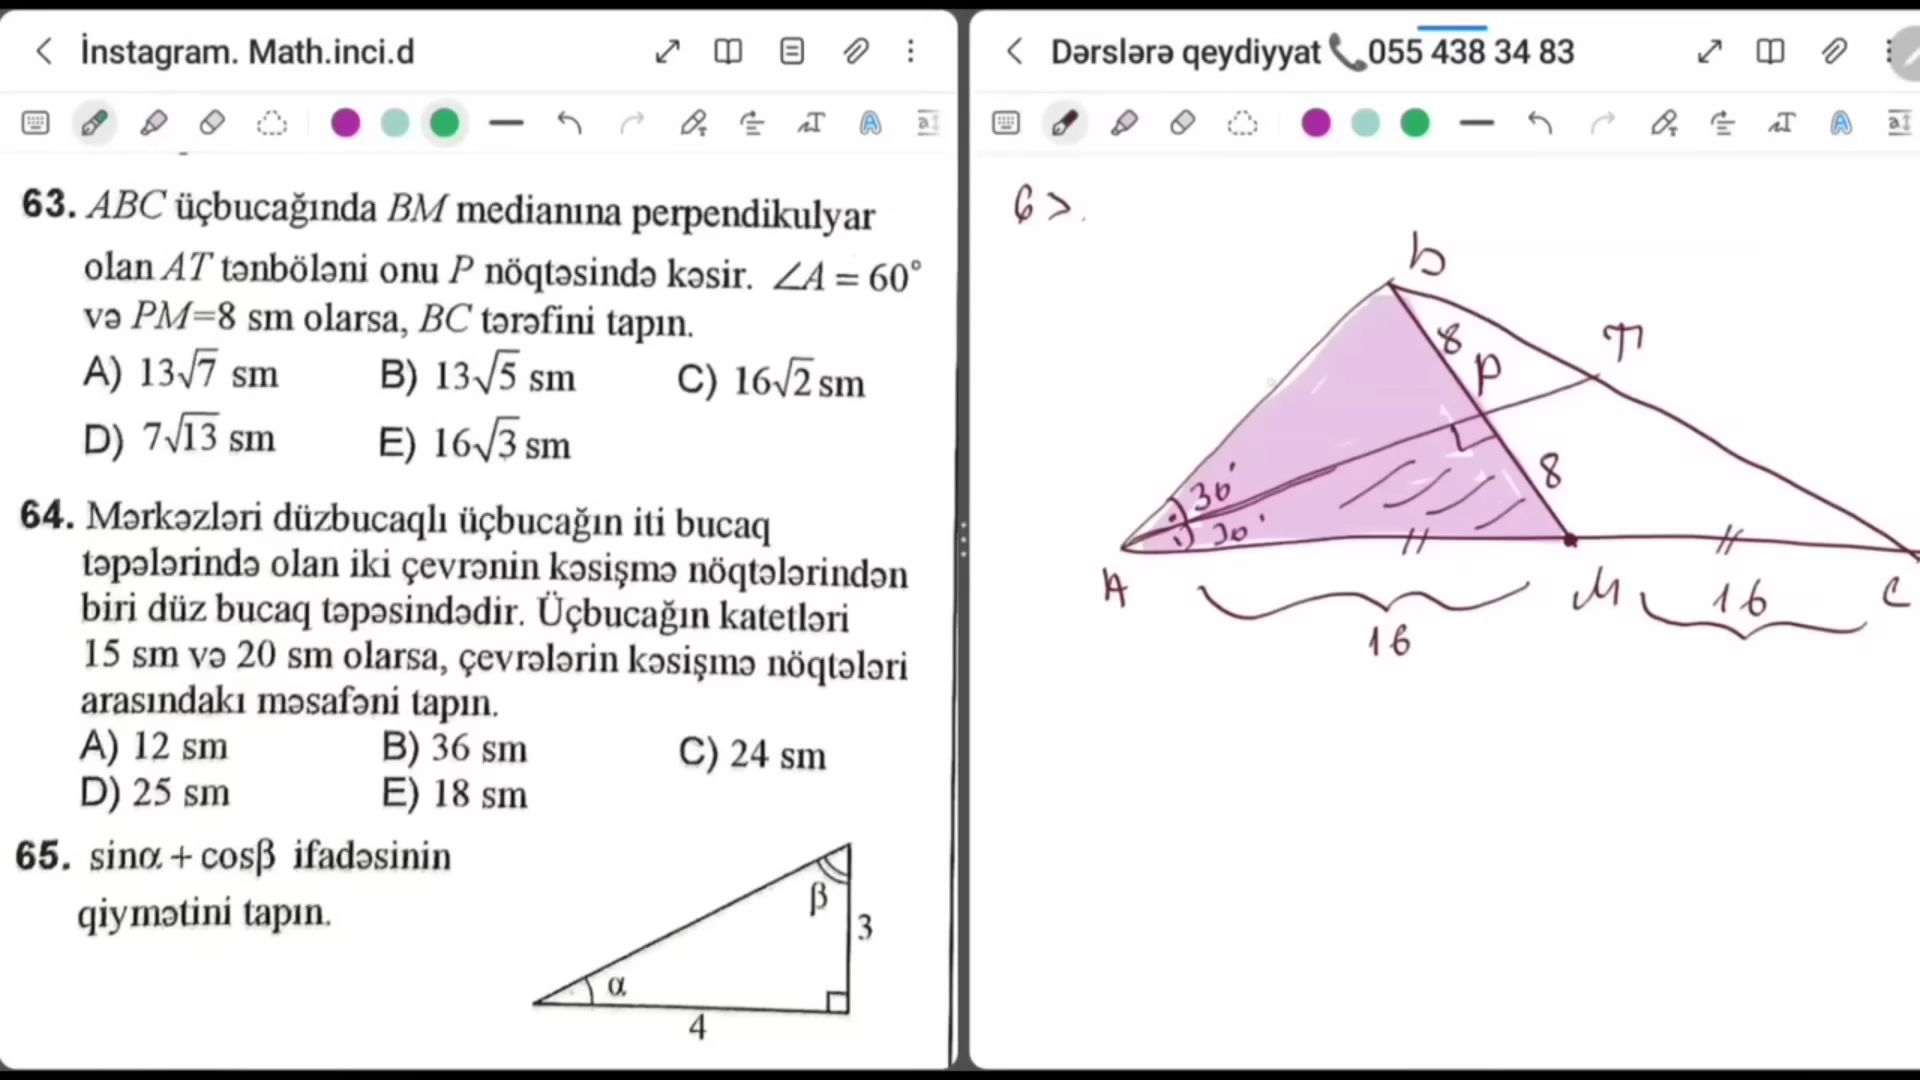 İnstagram. Math.inci.d
63. ABC üçbucağında BM medianına perpendikulyar
olan AT tənböləni onu P nöqtəsində kəsir. ∠A = 60°
və PM=8 sm olarsa, BC tərəfini tapın.
A) 13√7 sm B) 13√5 sm C) 16√2 sm
D) 7√13 sm E) 16√3 sm
64. Mərkəzləri düzbucaqlı üçbucağın iti bucaq
təpələrində olan iki çevrənin kəsişmə nöqtələrindən
biri düz bucaq təpəsindədir. Üçbucağın katetləri
15 sm və 20 sm olarsa, çevrələrin kəsişmə nöqtələri
arasındakı məsafəni tapın.
A) 12 sm B) 36 sm C) 24 sm
D) 25 sm E) 18 sm
65. sinα + cosβ ifadəsinin
qiymətini tapın.
β
3
α
4
Dərslərə qeydiyyat 📞055 438 34 83
B
8
P
T
8
30°
30°
A
M
C
16
16